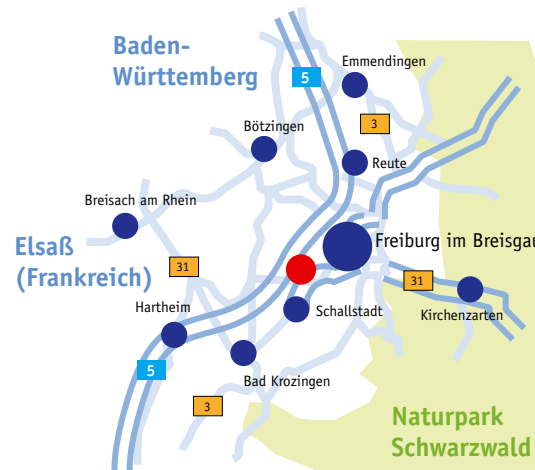 Baden-
Württemberg
Emmendingen
5
3
Bötzingen
Reute
Breisach am Rhein
Freiburg im Breisgau
Elsaß
(Frankreich)
31
31
Hartheim
Schallstadt
Kirchenzarten
5
Bad Krozingen
3
Naturpark
Schwarzwald